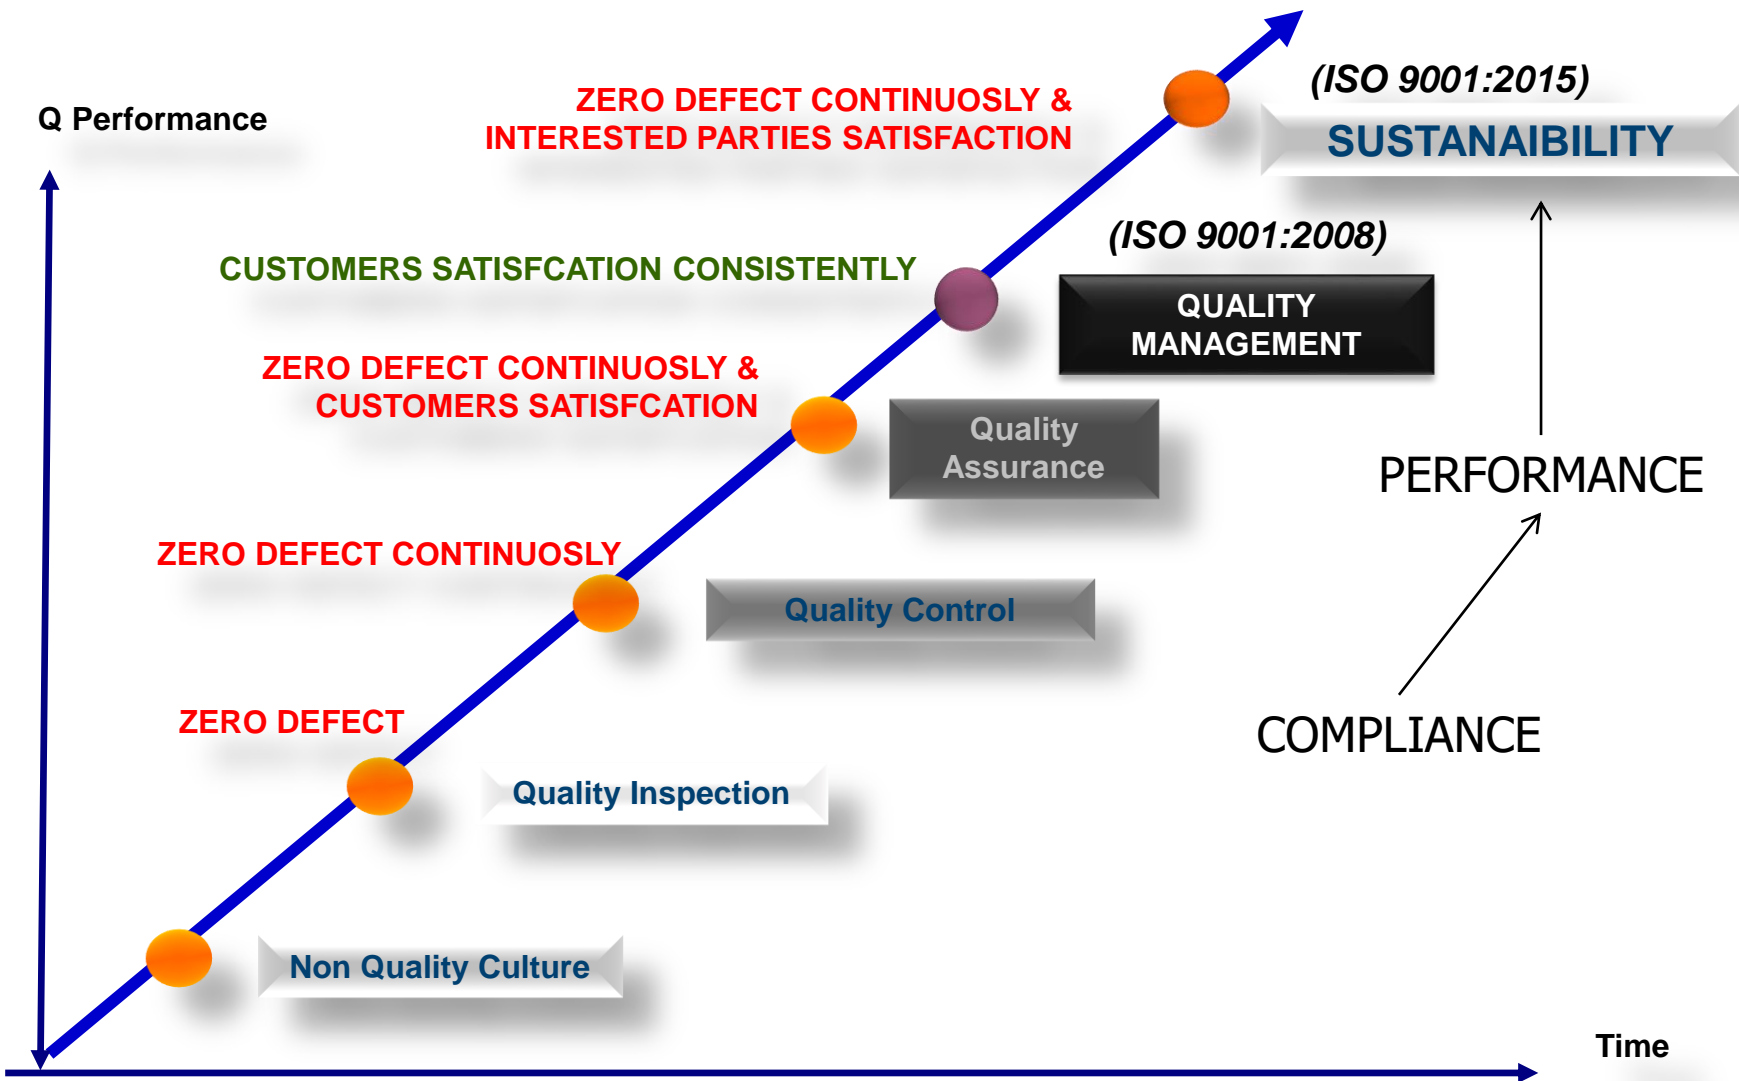 (ISO 9001:2015)
ZERO DEFECT CONTINUOSLY &
INTERESTED PARTIES SATISFACTION
Q Performance
SUSTANAIBILITY
(ISO 9001:2008)
CUSTOMERS SATISFCATION CONSISTENTLY
QUALITY
MANAGEMENT
ZERO DEFECT CONTINUOSLY &
CUSTOMERS SATISFCATION
Quality
Assurance
PERFORMANCE
ZERO DEFECT CONTINUOSLY
Quality Control
ZERO DEFECT
COMPLIANCE
Quality Inspection
Non Quality Culture
Time